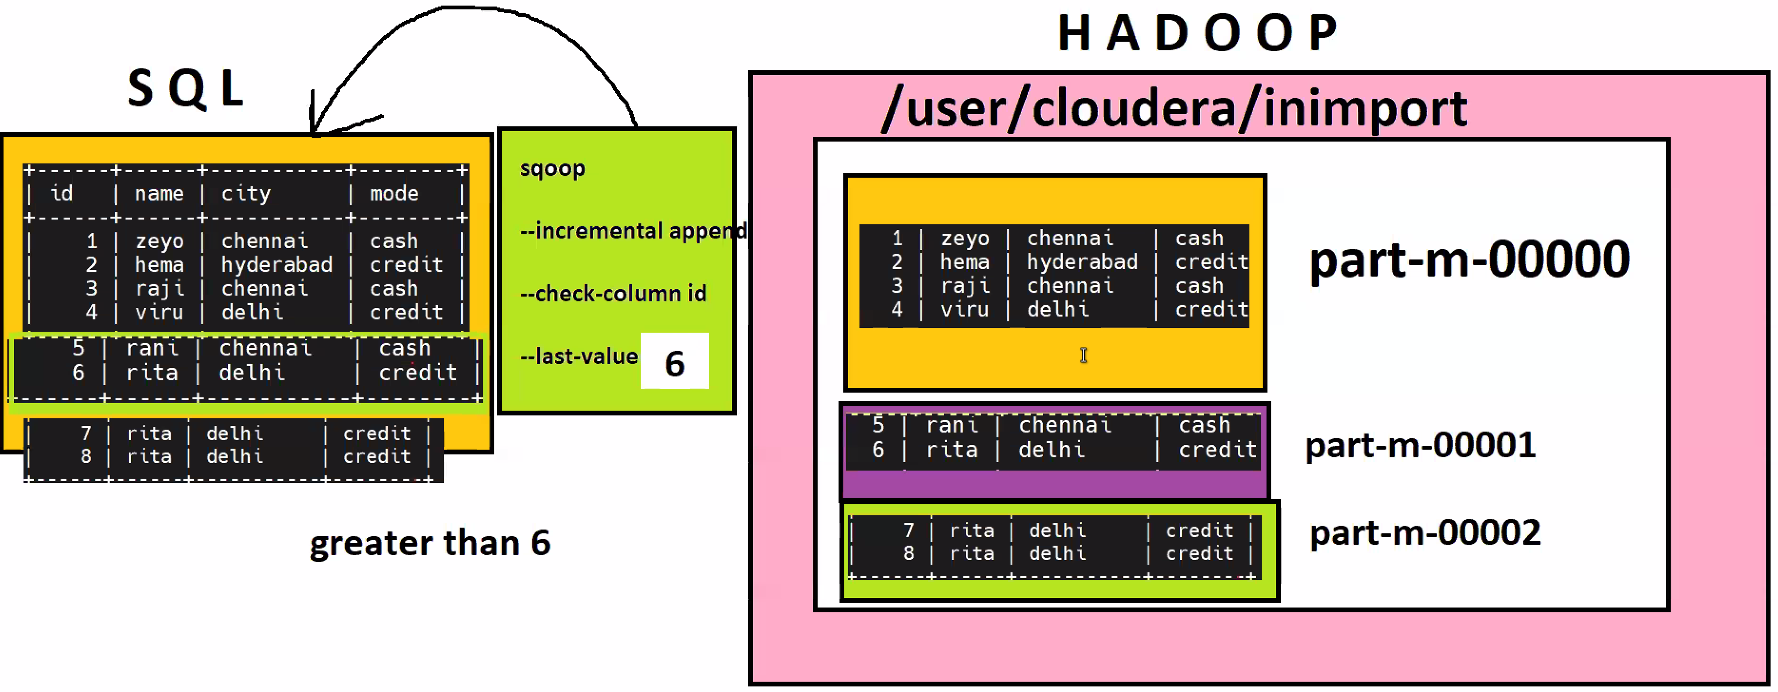 S Q L
+------+------+-----------+--------+
| id | name | city | mode |
+------+------+-----------+--------+
| 1 | zeyo | chennai | cash |
| 2 | hema | hyderabad | credit |
| 3 | raji | chennai | cash |
| 4 | viru | delhi | credit |
5 | rani | chennai | cash |
6 | rita | delhi | credit |
| 7 | rita | delhi | credit |
| 8 | rita | delhi | credit |
greater than 6
sqoop
--incremental append
--check-column id
--last-value 6
H A D O O P
/user/cloudera/inimport
1 | zeyo | chennai | cash
2 | hema | hyderabad | credit
3 | raji | chennai | cash
4 | viru | delhi | credit
part-m-00000
5 | rani | chennai | cash
6 | rita | delhi | credit
part-m-00001
| 7 | rita | delhi | credit |
| 8 | rita | delhi | credit |
part-m-00002